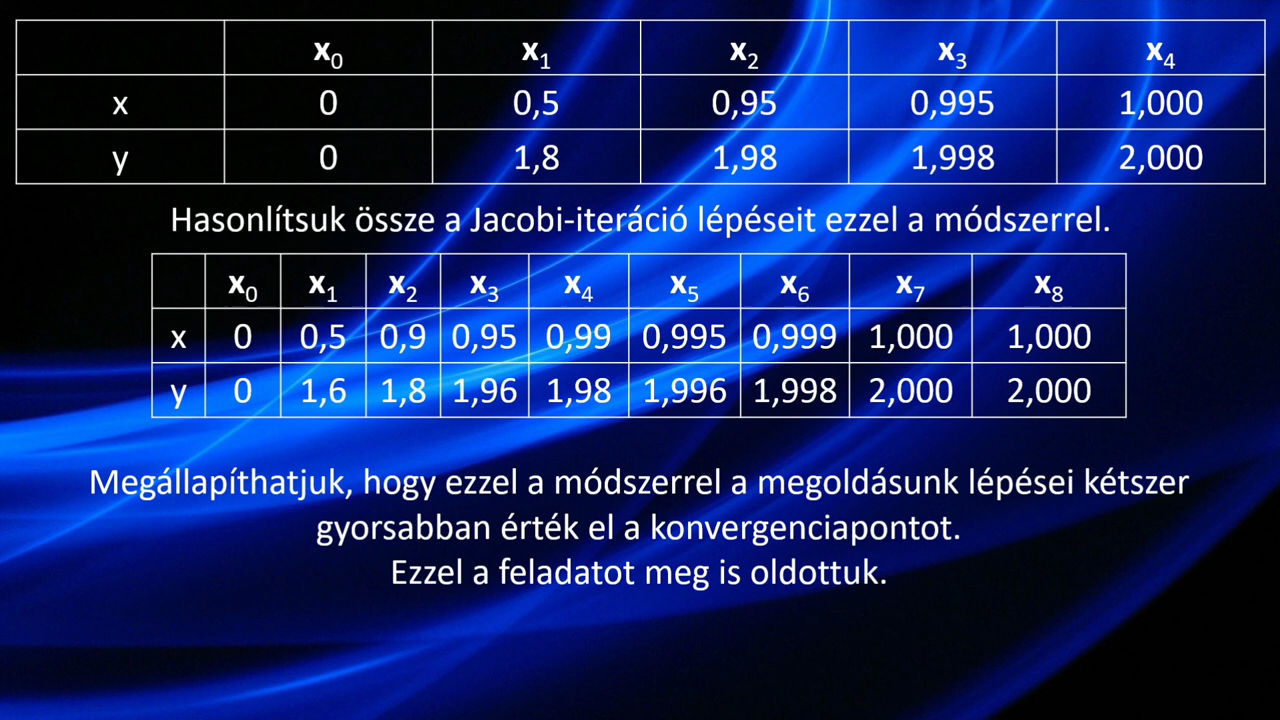 x0 x1 x2 x3 x4
x 0 0,5 0,95 0,995 1,000
y 0 1,8 1,98 1,998 2,000
Hasonlítsuk össze a Jacobi-iteráció lépéseit ezzel a módszerrel.
x0 x1 x2 x3 x4 x5 x6 x7 x8
x 0 0,5 0,9 0,95 0,99 0,995 0,999 1,000 1,000
y 0 1,6 1,8 1,96 1,98 1,996 1,998 2,000 2,000
Megállapíthatjuk, hogy ezzel a módszerrel a megoldásunk lépései kétszer
gyorsabban érték el a konvergenciapontot.
Ezzel a feladatot meg is oldottuk.